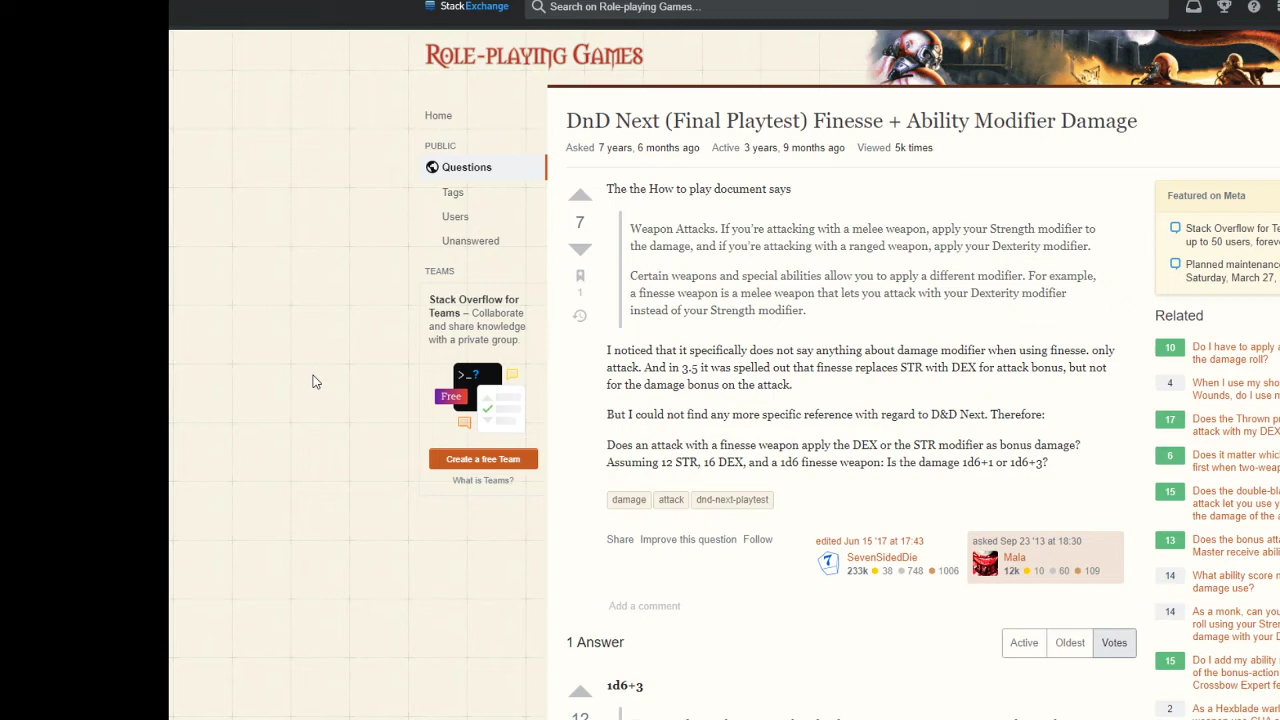 StackExchange
Search on Role-playing Games...
Role-playing Games
Home
PUBLIC
Questions
Tags
Users
Unanswered
TEAMS
Stack Overflow for
Teams – Collaborate
and share knowledge
with a private group.
>_?
Free
Create a free Team
What is Teams?
DnD Next (Final Playtest) Finesse + Ability Modifier Damage
Asked 7 years, 6 months ago Active 3 years, 9 months ago Viewed 5k times
7
1
The the How to play document says
Weapon Attacks. If you're attacking with a melee weapon, apply your Strength modifier to
the damage, and if you're attacking with a ranged weapon, apply your Dexterity modifier.
Certain weapons and special abilities allow you to apply a different modifier. For example,
a finesse weapon is a melee weapon that lets you attack with your Dexterity modifier
instead of your Strength modifier.
I noticed that it specifically does not say anything about damage modifier when using finesse. only
attack. And in 3.5 it was spelled out that finesse replaces STR with DEX for attack bonus, but not
for the damage bonus on the attack.
But I could not find any more specific reference with regard to D&D Next. Therefore:
Does an attack with a finesse weapon apply the DEX or the STR modifier as bonus damage?
Assuming 12 STR, 16 DEX, and a 1d6 finesse weapon: Is the damage 1d6+1 or 1d6+3?
damage attack dnd-next-playtest
Share Improve this question Follow
edited Jun 15 '17 at 17:43
SevenSidedDie
233k 38 748 1006
asked Sep 23 '13 at 18:30
Mala
12k 10 60 109
Add a comment
1 Answer
Active Oldest Votes
12
1d6+3
Featured on Meta
Stack Overflow for Te
up to 50 users, forev
Planned maintenanc
Saturday, March 27,
Related
10 Do I have to apply a
the damage roll?
4 When I use my sho
Wounds, do I use m
17 Does the Thrown pr
attack with my DEX
6 Does it matter which
first when two-weap
15 Does the double-bla
attack let you use y
the damage of the a
13 Does the bonus atta
Master receive abili
14 What ability score m
damage use?
14 As a monk, can you
roll using your Stren
damage with your D
15 Do I add my ability
of the bonus-action
Crossbow Expert fe
2 As a Hexblade warl